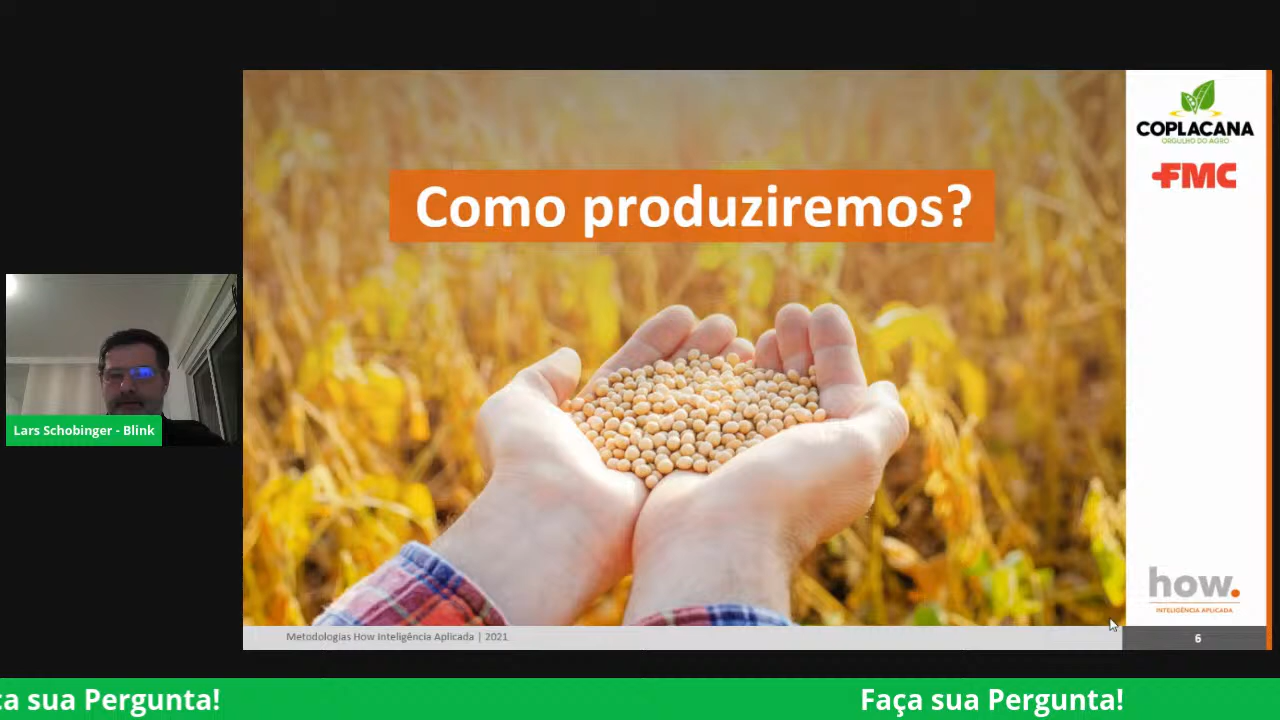 COPLACANA
ORGULHO DO AGRO
FMC
Como produziremos?
Lars Schobinger - Blink
how.
INTELIGÊNCIA APLICADA
Metodologias How Inteligência Aplicada | 2021
6
ça sua Pergunta!
Faça sua Pergunta!